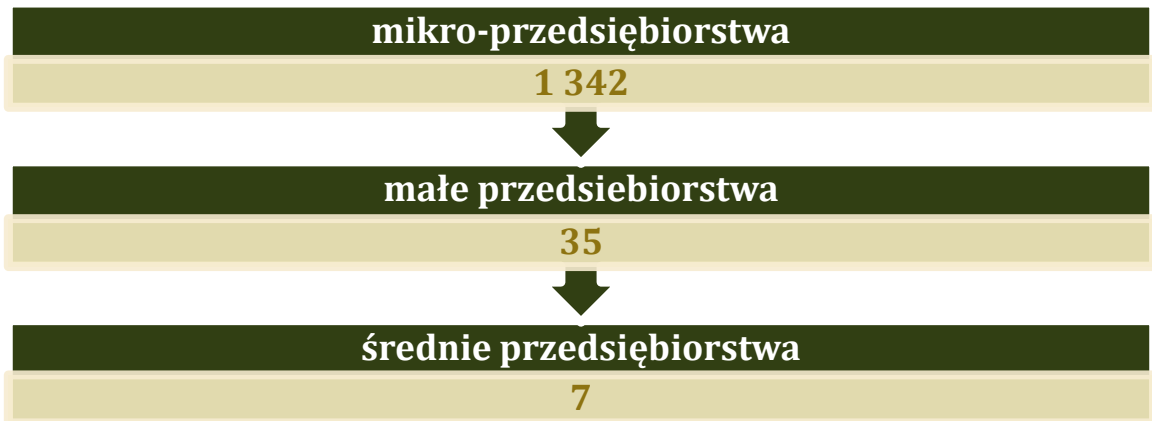 mikro-przedsiębiorstwa
1 342
małe przedsiebiorstwa
35
średnie przedsiębiorstwa
7